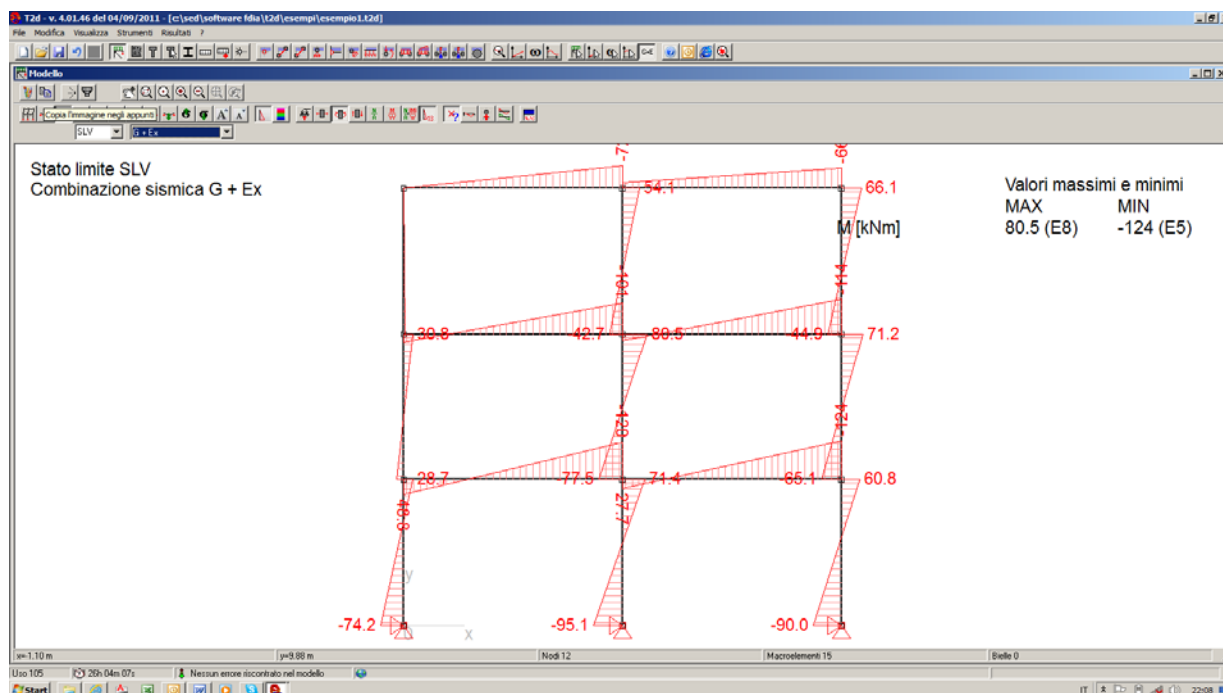 T2d - v. 4.01.46 del 04/09/2011 - [c:\sed\software fdia\t2d\esempi\esempio1.t2d]
File Modifica Visualizza Strumenti Risultati ?
Modello
Copia l'immagine negli appunti
SLV G + Ex
Stato limite SLV
Combinazione sismica G + Ex
Valori massimi e minimi
MAX MIN
80.5 (E8) -124 (E5)
54.1 66.1
M [kNm]
-101 -114
39.8 -42.7 80.5 -44.9 71.2
-124
28.7 -77.5 71.4 -65.1 60.8
27.7
y
-74.2 x -95.1 -90.0
x=-1.10 m y=9.88 m Nodi 12 Macroelementi 15 Bielle 0
Uso 105 26h 04m 07s Nessun errore riscontrato nel modello
Start IT 22:08